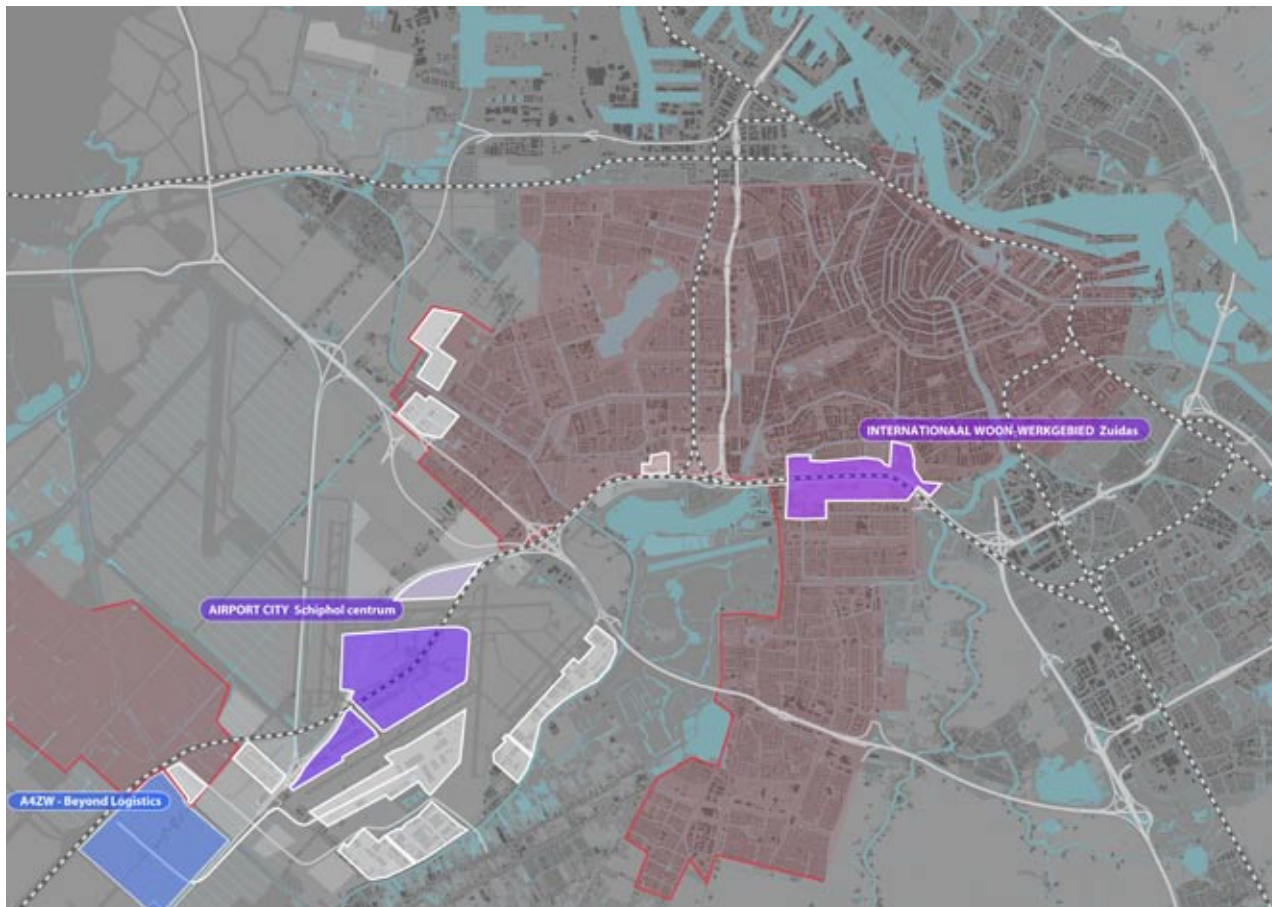 INTERNATIONAAL WOON-WERKGEBIED Zuidas
AIRPORT CITY Schiphol centrum
A4ZW - Beyond Logistics